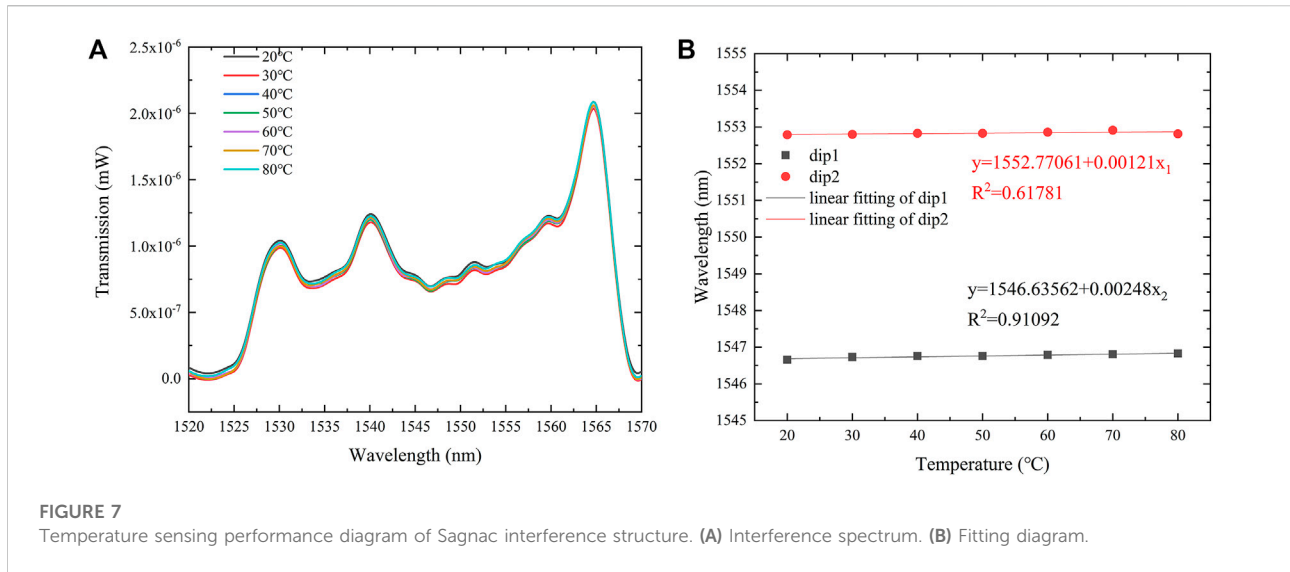 A
20℃
30℃
40℃
50℃
60℃
70℃
80℃
2.5x10⁻⁶
2.0x10⁻⁶
1.5x10⁻⁶
1.0x10⁻⁶
5.0x10⁻⁷
0.0
Transmission (mW)
1520 1525 1530 1535 1540 1545 1550 1555 1560 1565 1570
Wavelength (nm)
B
1555
1554
1553
1552
1551
1550
1549
1548
1547
1546
1545
Wavelength (nm)
dip1
dip2
linear fitting of dip1
linear fitting of dip2
y=1552.77061+0.00121x₁
R²=0.61781
y=1546.63562+0.00248x₂
R²=0.91092
20 30 40 50 60 70 80
Temperature (℃)
FIGURE 7
Temperature sensing performance diagram of Sagnac interference structure. (A) Interference spectrum. (B) Fitting diagram.